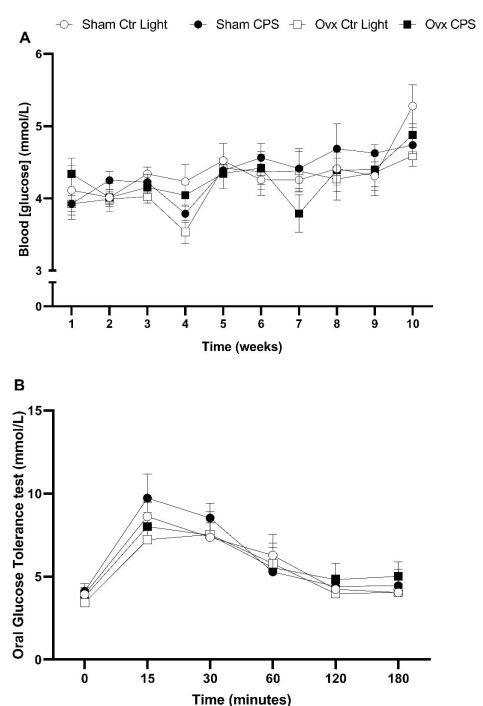 Sham Ctr Light Sham CPS Ovx Ctr Light Ovx CPS
A
Blood [glucose] (mmol/L)
6
5
4
3
0
1 2 3 4 5 6 7 8 9 10
Time (weeks)
B
Oral Glucose Tolerance test (mmol/L)
15
10
5
0
0 15 30 60 120 180
Time (minutes)